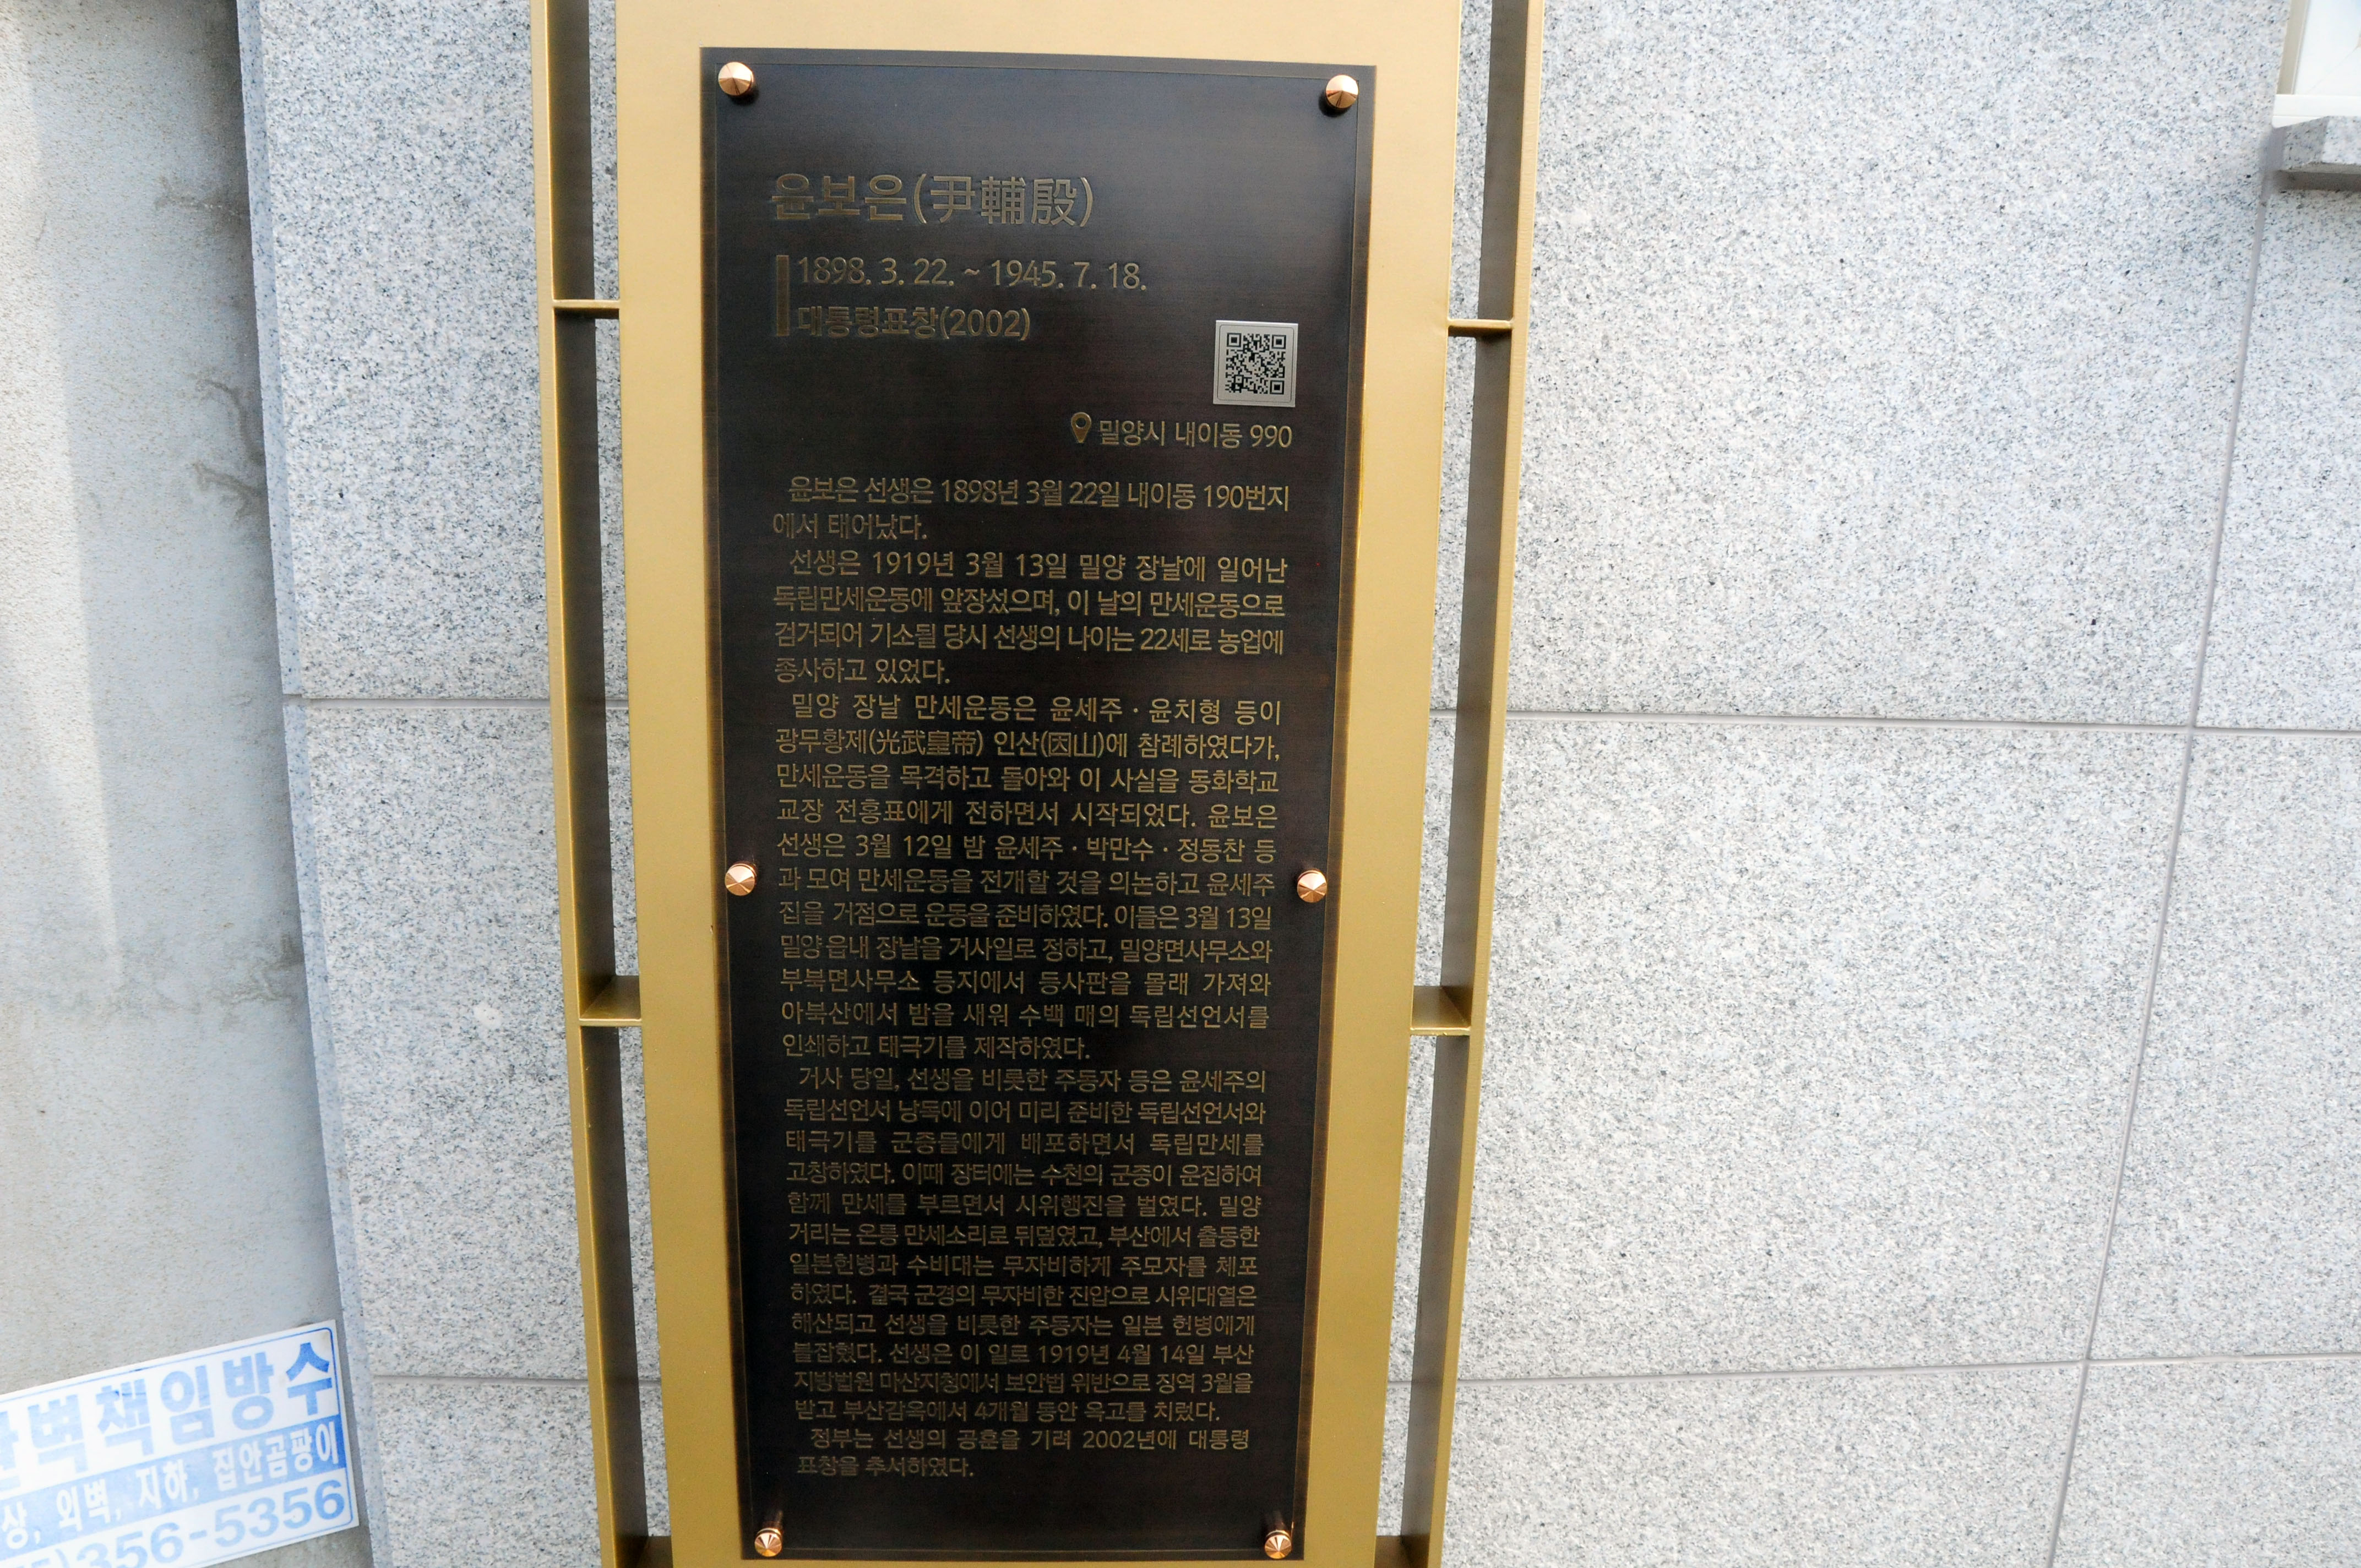 윤보은(尹輔殷)
1898. 3. 22. ~ 1945. 7. 18.
대통령표창(2002)
밀양시 내이동 990
윤보은 선생은 1898년 3월 22일 내이동 190번지
에서 태어났다.
선생은 1919년 3월 13일 밀양 장날에 일어난
독립만세운동에 앞장섰으며, 이 날의 만세운동으로
검거되어 기소될 당시 선생의 나이는 22세로 농업에
종사하고 있었다.
밀양 장날 만세운동은 윤세주 · 윤치형 등이
광무황제(光武皇帝) 인산(因山)에 참례하였다가,
만세운동을 목격하고 돌아와 이 사실을 동화학교
교장 전홍표에게 전하면서 시작되었다. 윤보은
선생은 3월 12일 밤 윤세주 · 박만수 · 정동찬 등
과 모여 만세운동을 전개할 것을 의논하고 윤세주
집을 거점으로 운동을 준비하였다. 이들은 3월 13일
밀양읍내 장날을 거사일로 정하고, 밀양면사무소와
부북면사무소 등지에서 등사판을 몰래 가져와
아북산에서 밤을 새워 수백 매의 독립선언서를
인쇄하고 태극기를 제작하였다.
거사 당일, 선생을 비롯한 주동자 등은 윤세주의
독립선언서 낭독에 이어 미리 준비한 독립선언서와
태극기를 군중들에게 배포하면서 독립만세를
고창하였다. 이때 장터에는 수천의 군중이 운집하여
함께 만세를 부르면서 시위행진을 벌였다. 밀양
거리는 온통 만세소리로 뒤덮였고, 부산에서 출동한
일본헌병과 수비대는 무자비하게 주모자를 체포
하였다. 결국 군경의 무자비한 진압으로 시위대열은
해산되고 선생을 비롯한 주동자는 일본 헌병에게
붙잡혔다. 선생은 이 일로 1919년 4월 14일 부산
지방법원 마산지청에서 보안법 위반으로 징역 3월을
받고 부산감옥에서 4개월 동안 옥고를 치렀다.
정부는 선생의 공훈을 기려 2002년에 대통령
표창을 추서하였다.
벽책임방수
상, 외벽, 지하, 집안곰팡이
)356-5356